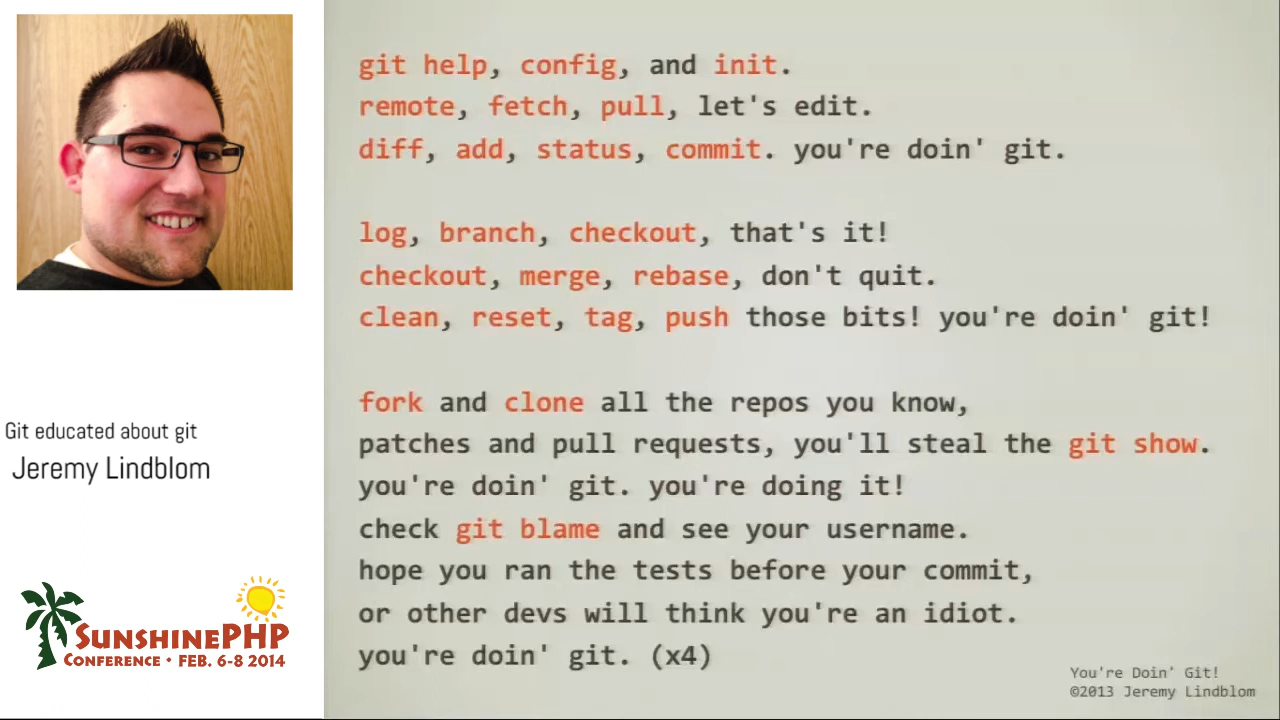 git help, config, and init.
remote, fetch, pull, let's edit.
diff, add, status, commit. you're doin' git.
log, branch, checkout, that's it!
checkout, merge, rebase, don't quit.
clean, reset, tag, push those bits! you're doin' git!
fork and clone all the repos you know,
patches and pull requests, you'll steal the git show.
you're doin' git. you're doing it!
check git blame and see your username.
hope you ran the tests before your commit,
or other devs will think you're an idiot.
you're doin' git. (x4)
You're Doin' Git!
©2013 Jeremy Lindblom
Git educated about git
Jeremy Lindblom
SUNSHINEPHP
CONFERENCE • FEB. 6-8 2014